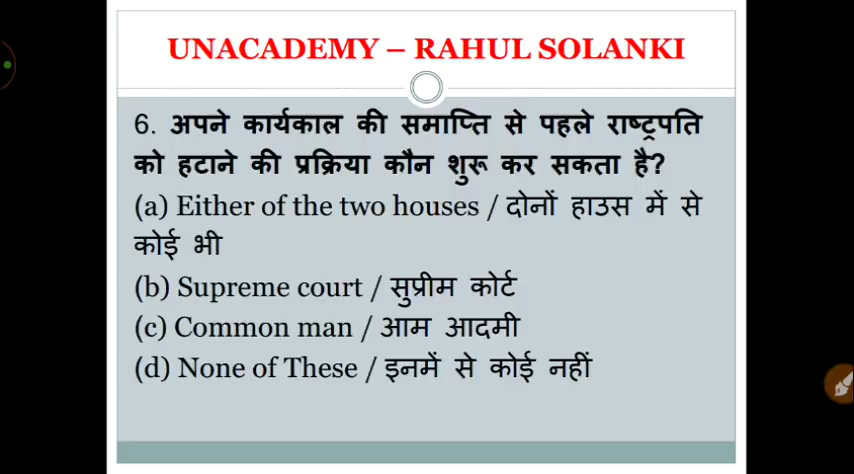 UNACADEMY – RAHUL SOLANKI
6. अपने कार्यकाल की समाप्ति से पहले राष्ट्रपति
को हटाने की प्रक्रिया कौन शुरू कर सकता है?
(a) Either of the two houses / दोनों हाउस में से
कोई भी
(b) Supreme court / सुप्रीम कोर्ट
(c) Common man / आम आदमी
(d) None of These / इनमें से कोई नहीं